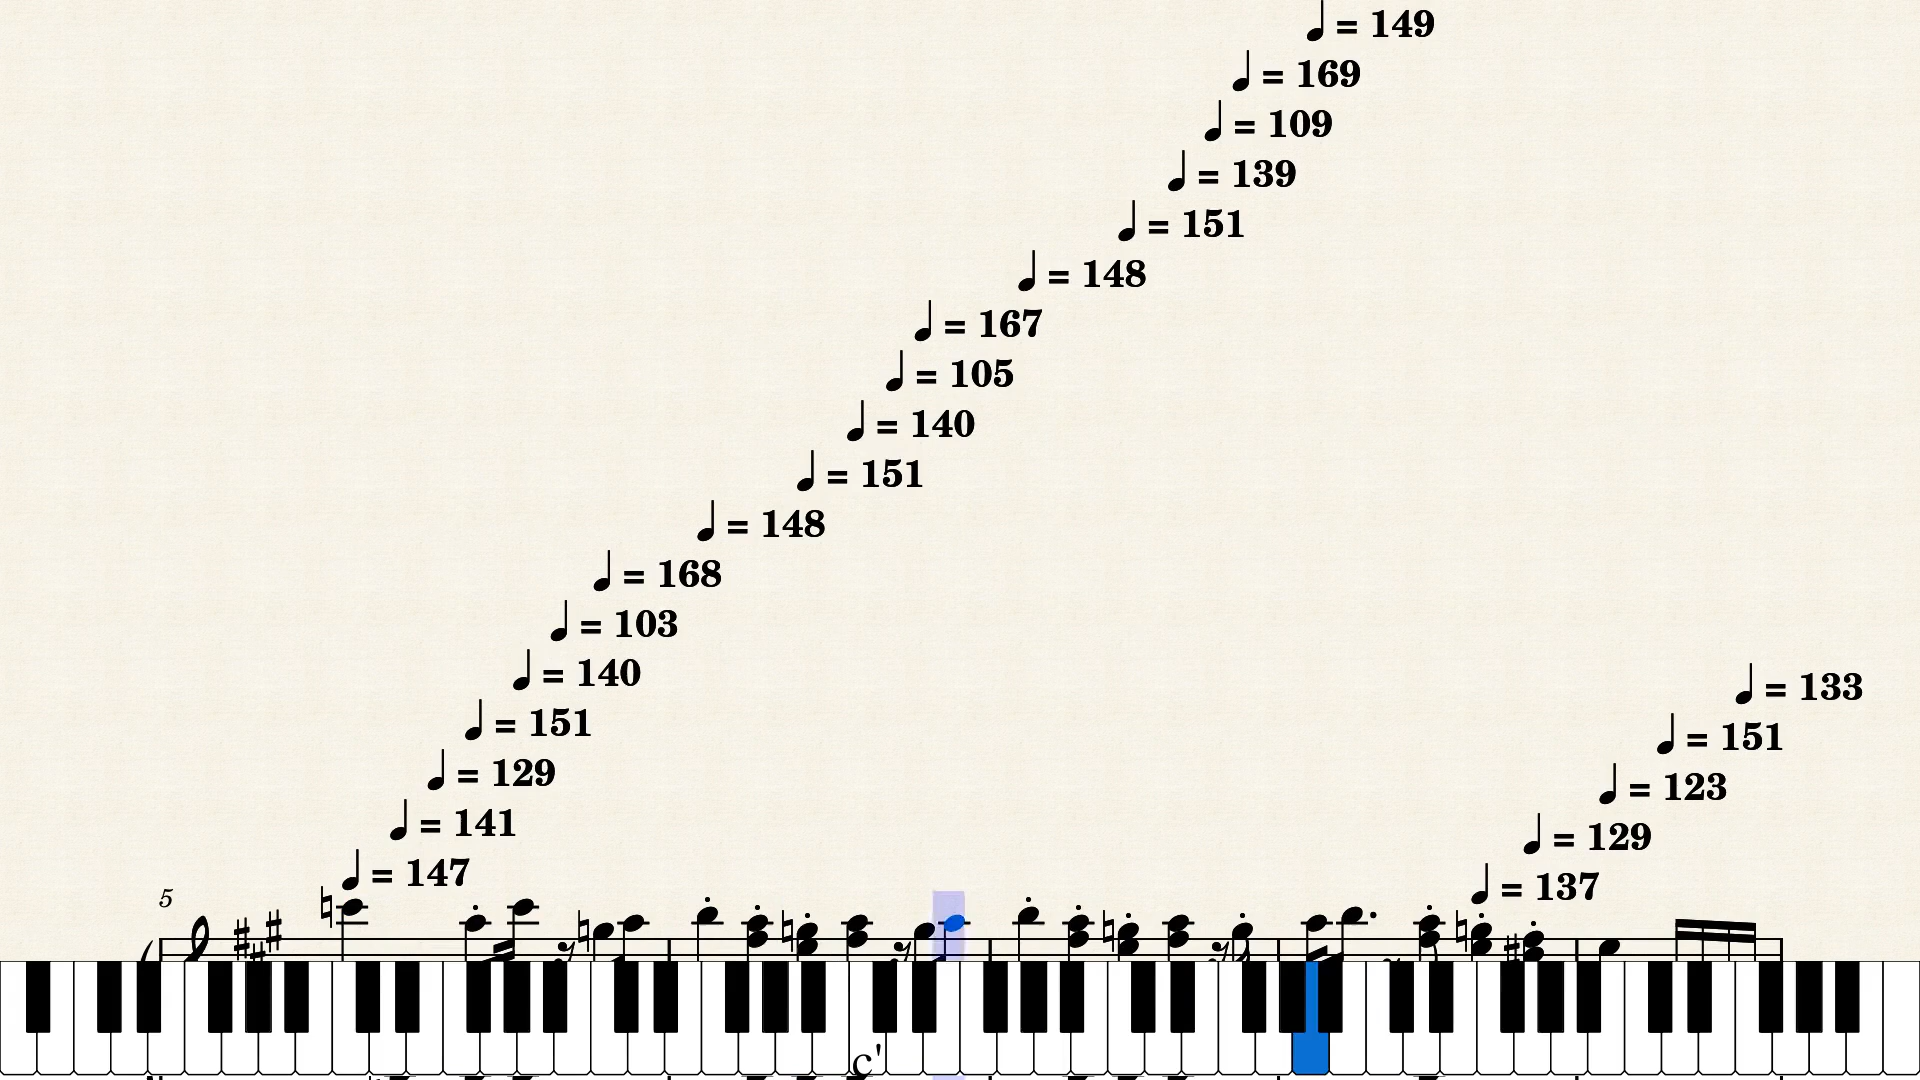 ♩ = 149
♩ = 169
♩ = 109
♩ = 139
♩ = 151
♩ = 148
♩ = 167
♩ = 105
♩ = 140
♩ = 151
♩ = 148
♩ = 168
♩ = 103
♩ = 140
♩ = 133
♩ = 151
♩ = 151
♩ = 129
♩ = 123
♩ = 141
♩ = 129
♩ = 147
♩ = 137
5
c'